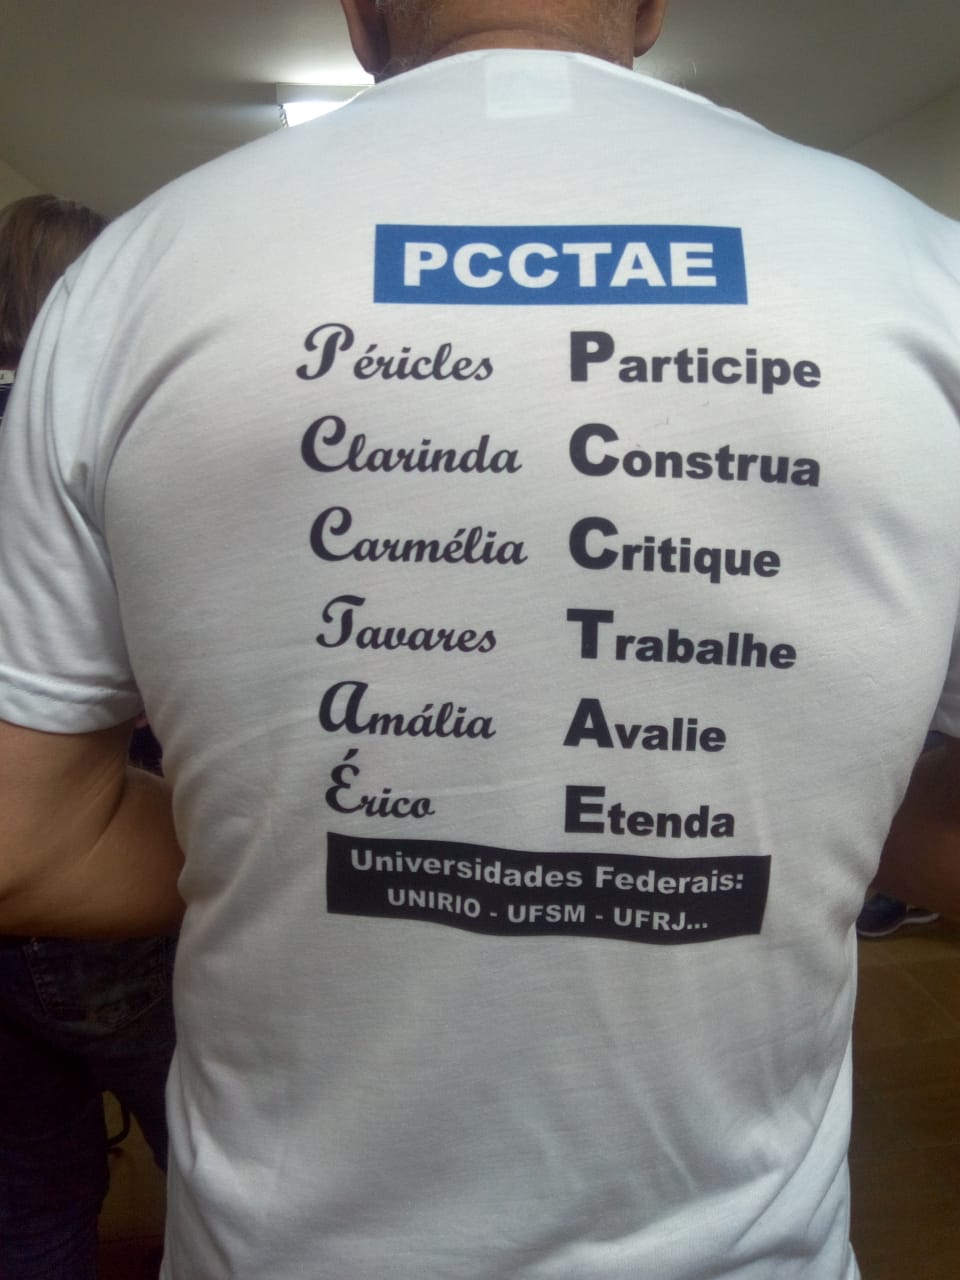 PCCTAE
Péricles Participe
Clarinda Construa
Carmélia Critique
Tavares Trabalhe
Amália Avalie
Érico Etenda
Universidades Federais:
UNIRIO - UFSM - UFRJ...